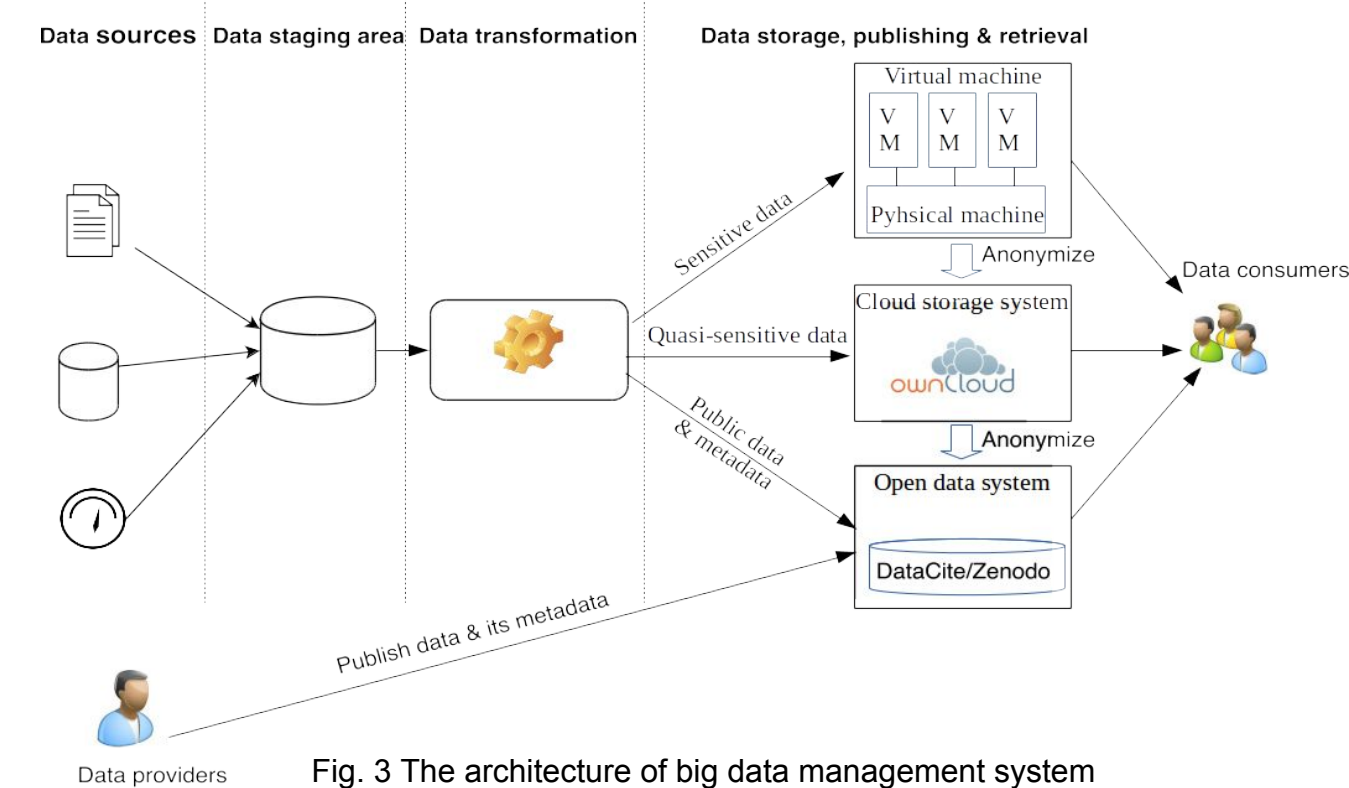 Data sources
Data staging area
Data transformation
Data storage, publishing & retrieval
Virtual machine
V
M
V
M
V
M
Pyhsical machine
Sensitive data
Anonymize
Data consumers
Cloud storage system
Quasi-sensitive data
ownCloud
Public data
& metadata
Anonymize
Open data system
DataCite/Zenodo
Publish data & its metadata
Data providers
Fig. 3 The architecture of big data management system